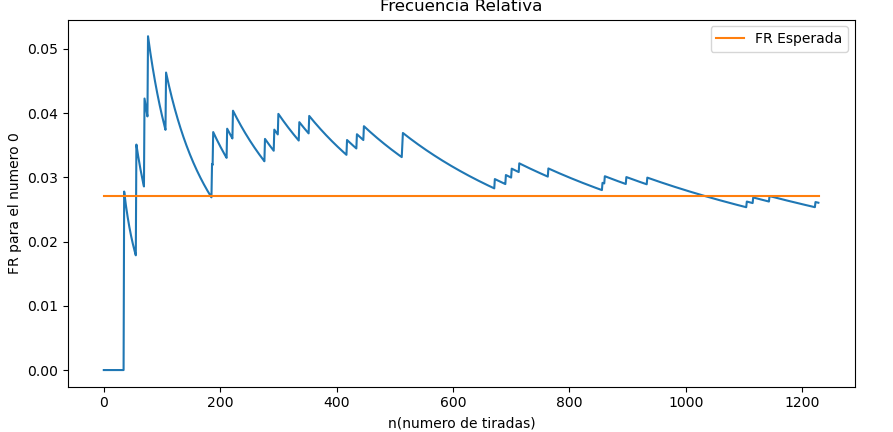 Frecuencia Relativa
FR Esperada
0.05
0.04
0.03
0.02
0.01
0.00
FR para el numero 0
0 200 400 600 800 1000 1200
n(numero de tiradas)